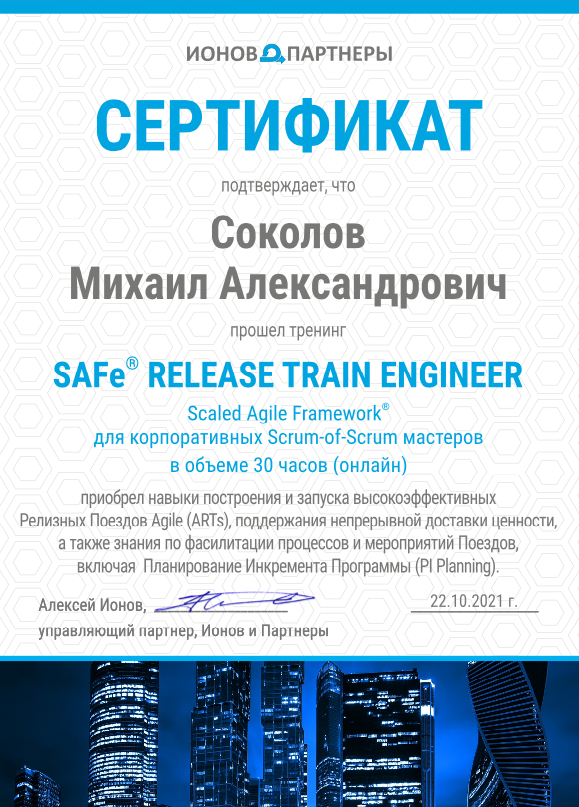 ИОНОВ ПАРТНЕРЫ
СЕРТИФИКАТ
подтверждает, что
Соколов
Михаил Александрович
прошел тренинг
SAFe® RELEASE TRAIN ENGINEER
Scaled Agile Framework®
для корпоративных Scrum-of-Scrum мастеров
в объеме 30 часов (онлайн)
приобрел навыки построения и запуска высокоэффективных
Релизных Поездов Agile (ARTs), поддержания непрерывной доставки ценности,
а также знания по фасилитации процессов и мероприятий Поездов,
включая Планирование Инкремента Программы (PI Planning).
Алексей Ионов,
22.10.2021 г.
управляющий партнер, Ионов и Партнеры